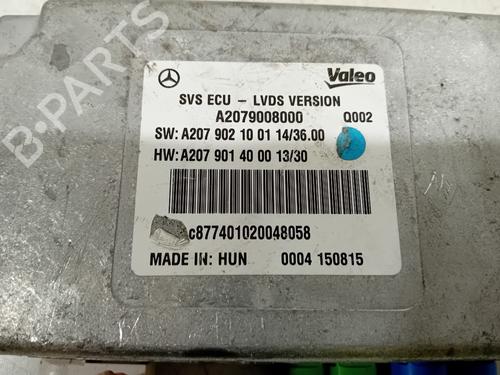 Valeo
SVS ECU - LVDS VERSION
A2079008000 Q002
SW: A207 902 10 01 14/36.00
HW: A207 901 40 00 13/30
c877401020048058
MADE IN: HUN 0004 150815
B-PARTS